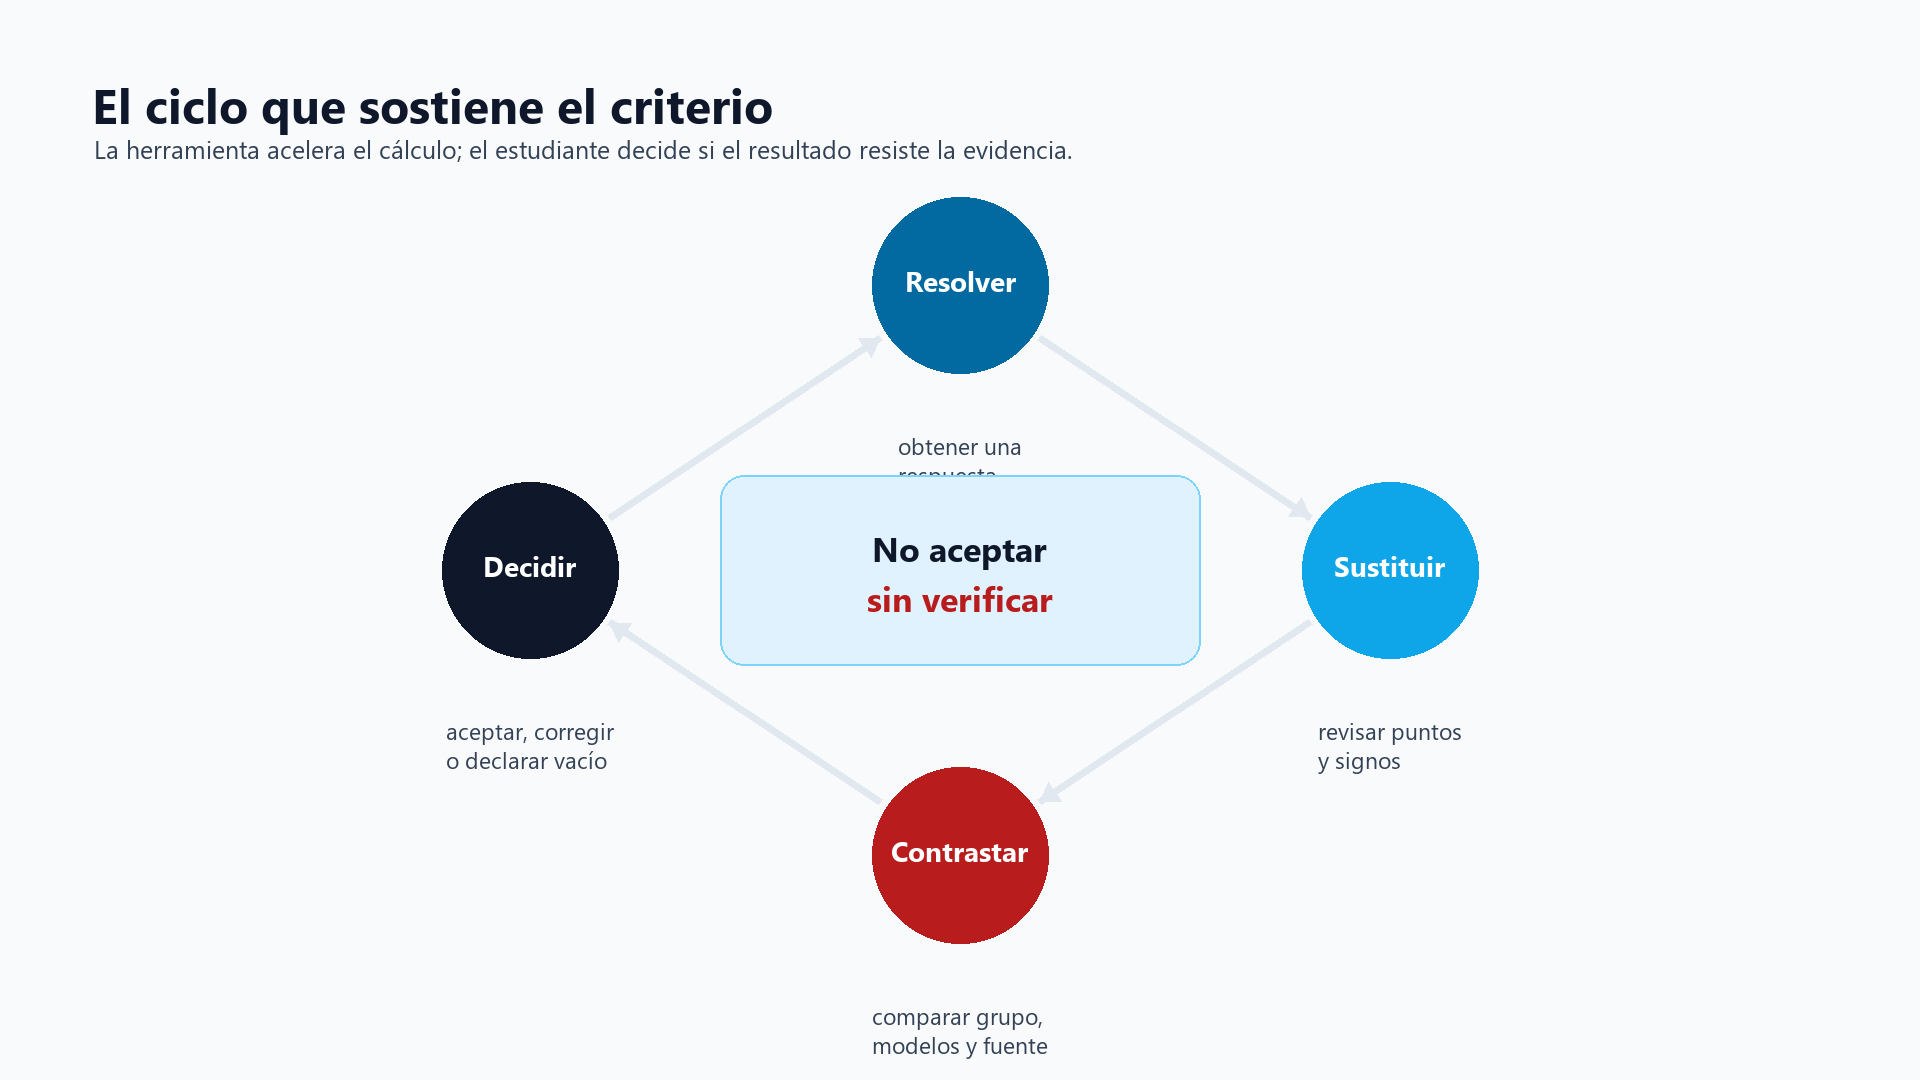 El ciclo que sostiene el criterio
La herramienta acelera el cálculo; el estudiante decide si el resultado resiste la evidencia.
Resolver
obtener una
respuesta
Decidir
No aceptar
sin verificar
Sustituir
aceptar, corregir
o declarar vacío
revisar puntos
y signos
Contrastar
comparar grupo,
modelos y fuente